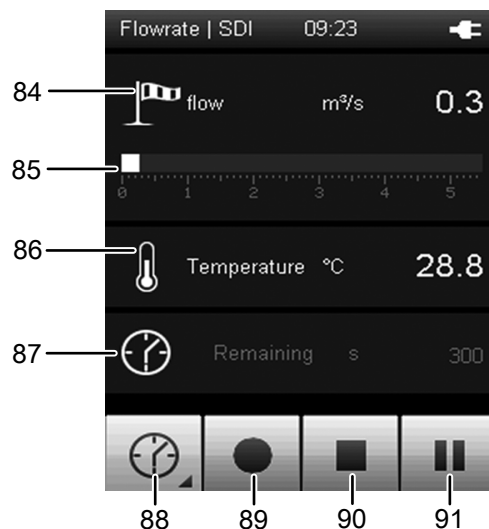 Flowrate | SDI 09:23
84 flow m³/s 0.3
85
0 1 2 3 4 5
86 Temperature °C 28.8
87 Remaining s 300
88 89 90 91